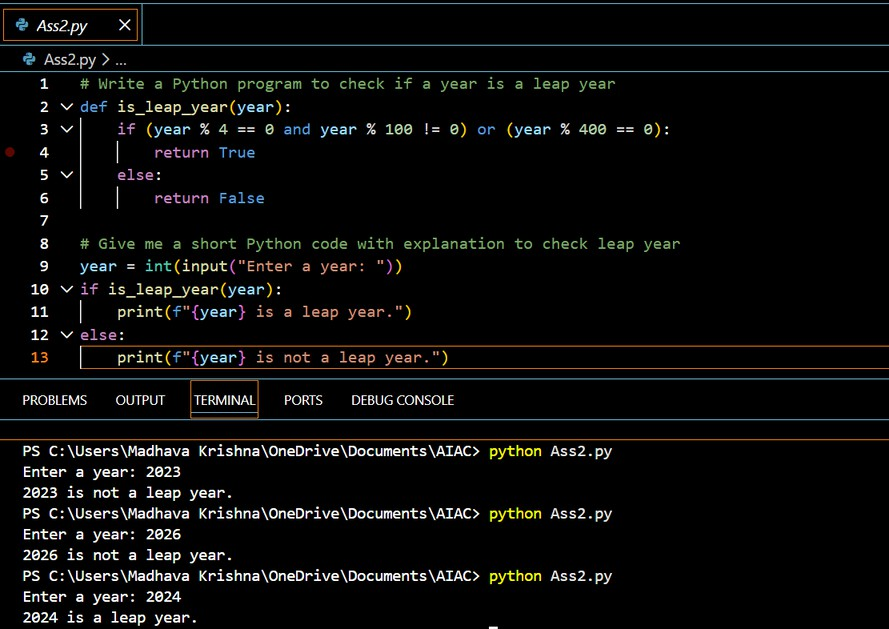 Ass2.py
Ass2.py > ...
1 # Write a Python program to check if a year is a leap year
2 def is_leap_year(year):
3     if (year % 4 == 0 and year % 100 != 0) or (year % 400 == 0):
4         return True
5     else:
6         return False
7
8 # Give me a short Python code with explanation to check leap year
9 year = int(input("Enter a year: "))
10 if is_leap_year(year):
11     print(f"{year} is a leap year.")
12 else:
13     print(f"{year} is not a leap year.")
PROBLEMS OUTPUT TERMINAL PORTS DEBUG CONSOLE
PS C:\Users\Madhava Krishna\OneDrive\Documents\AIAC> python Ass2.py
Enter a year: 2023
2023 is not a leap year.
PS C:\Users\Madhava Krishna\OneDrive\Documents\AIAC> python Ass2.py
Enter a year: 2026
2026 is not a leap year.
PS C:\Users\Madhava Krishna\OneDrive\Documents\AIAC> python Ass2.py
Enter a year: 2024
2024 is a leap year.